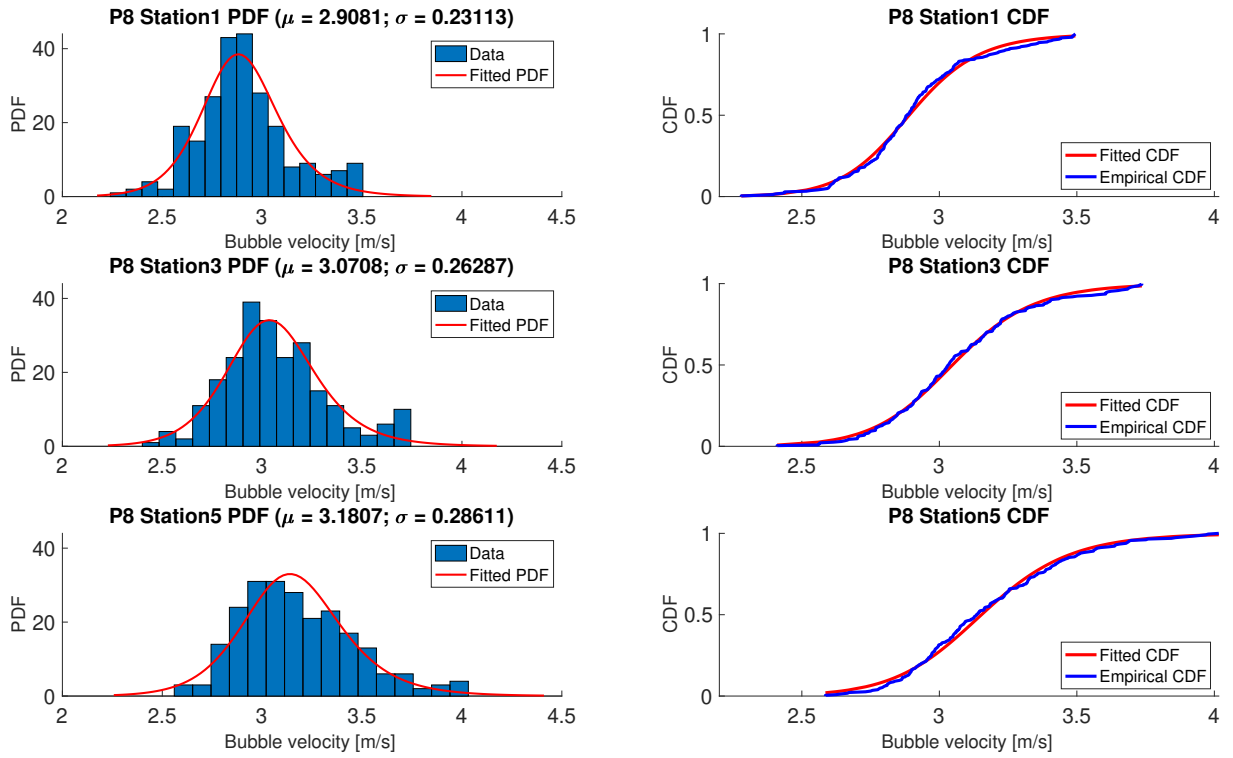 P8 Station1 PDF (μ = 2.9081; σ = 0.23113)
40
20
0
PDF
Data
Fitted PDF
2 2.5 3 3.5 4 4.5
Bubble velocity [m/s]
P8 Station1 CDF
1
0.5
0
CDF
Fitted CDF
Empirical CDF
2.5 3 3.5 4
Bubble velocity [m/s]
P8 Station3 PDF (μ = 3.0708; σ = 0.26287)
40
20
0
PDF
Data
Fitted PDF
2 2.5 3 3.5 4 4.5
Bubble velocity [m/s]
P8 Station3 CDF
1
0.5
0
CDF
Fitted CDF
Empirical CDF
2.5 3 3.5 4
Bubble velocity [m/s]
P8 Station5 PDF (μ = 3.1807; σ = 0.28611)
40
20
0
PDF
Data
Fitted PDF
2 2.5 3 3.5 4 4.5
Bubble velocity [m/s]
P8 Station5 CDF
1
0.5
0
CDF
Fitted CDF
Empirical CDF
2.5 3 3.5 4
Bubble velocity [m/s]